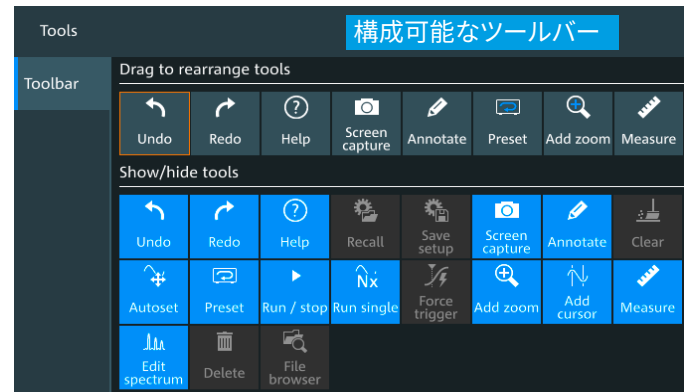 Tools
構成可能なツールバー
Toolbar
Drag to rearrange tools
Undo
Redo
Help
Screen
capture
Annotate
Preset
Add zoom
Measure
Show/hide tools
Undo
Redo
Help
Recall
Save
setup
Screen
capture
Annotate
Clear
Autoset
Preset
Run / stop
Nx
Run single
Force
trigger
Add zoom
Add
cursor
Measure
Edit
spectrum
Delete
File
browser